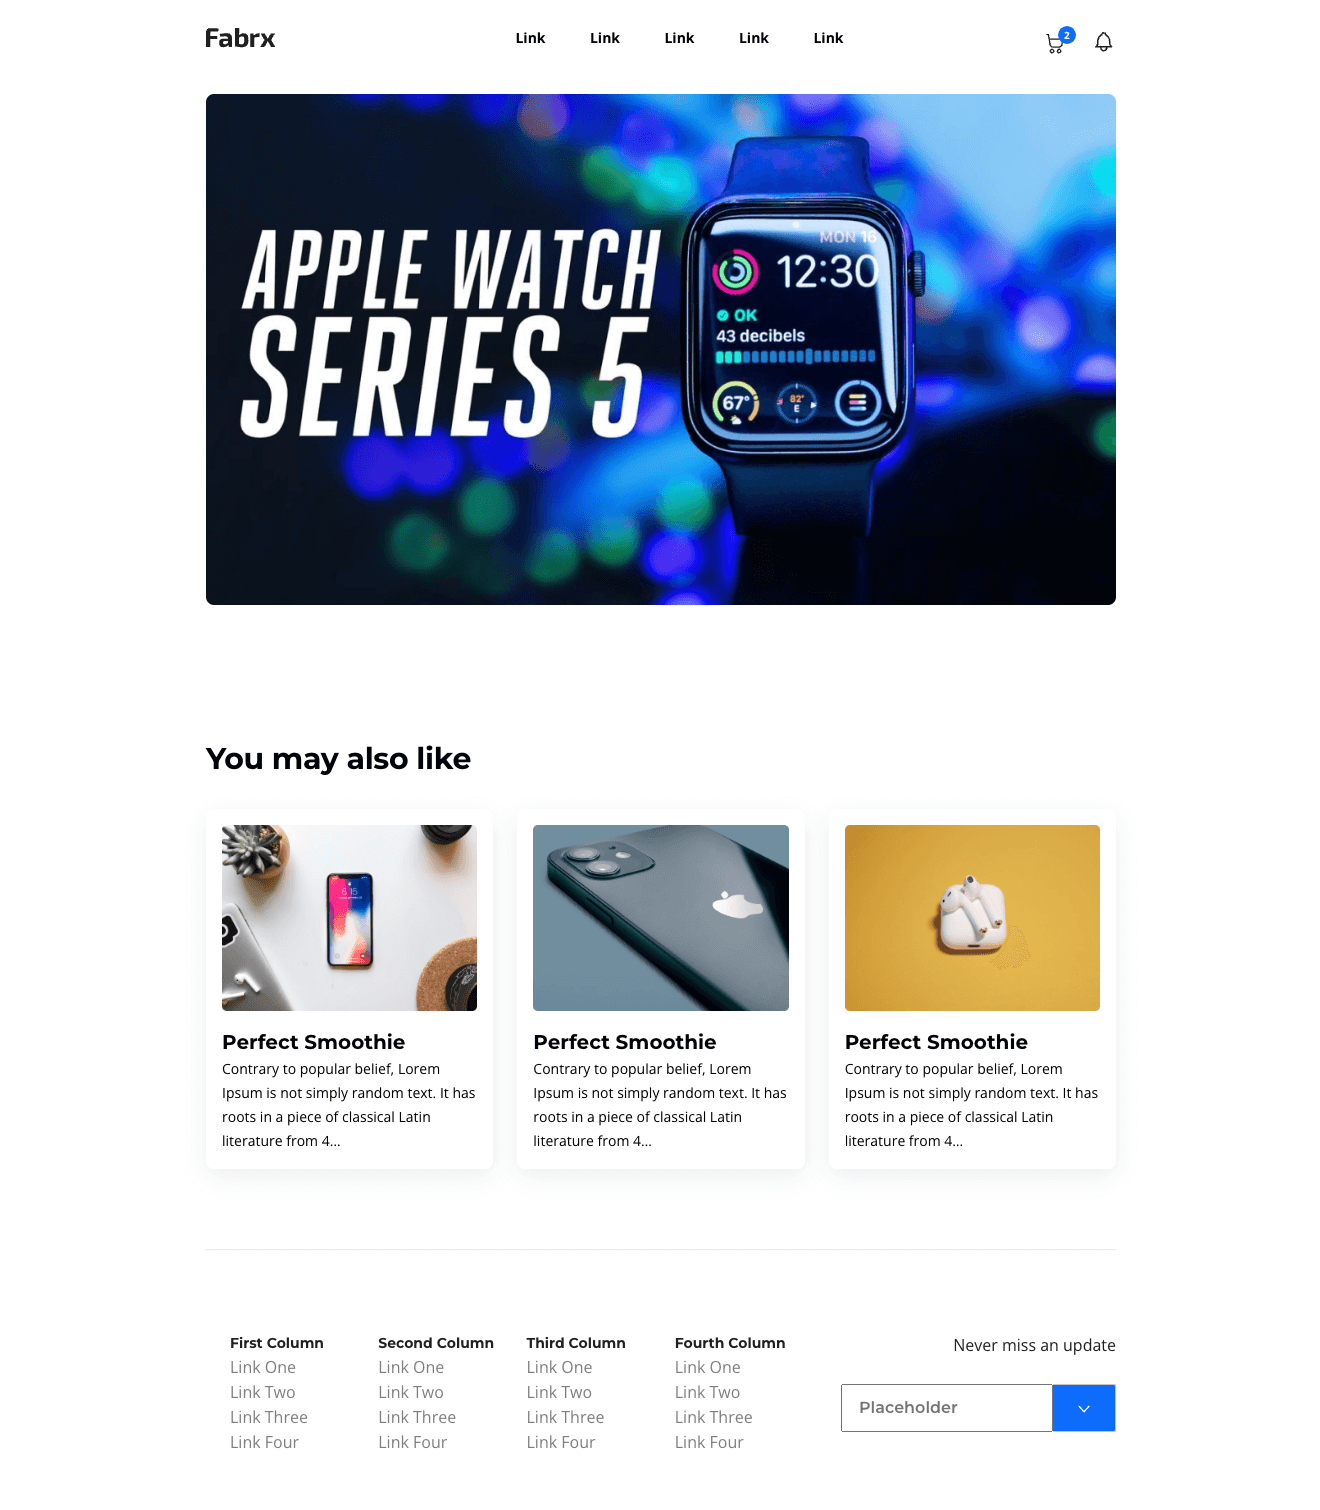 Fabrx
Link Link Link Link Link
2
APPLE WATCH
SERIES 5
MON 16
12:30
OK
43 decibels
67°
82°
E
You may also like
6:15
Perfect Smoothie
Contrary to popular belief, Lorem
Ipsum is not simply random text. It has
roots in a piece of classical Latin
literature from 4...
Perfect Smoothie
Contrary to popular belief, Lorem
Ipsum is not simply random text. It has
roots in a piece of classical Latin
literature from 4...
Perfect Smoothie
Contrary to popular belief, Lorem
Ipsum is not simply random text. It has
roots in a piece of classical Latin
literature from 4...
First Column
Link One
Link Two
Link Three
Link Four
Second Column
Link One
Link Two
Link Three
Link Four
Third Column
Link One
Link Two
Link Three
Link Four
Fourth Column
Link One
Link Two
Link Three
Link Four
Never miss an update
Placeholder